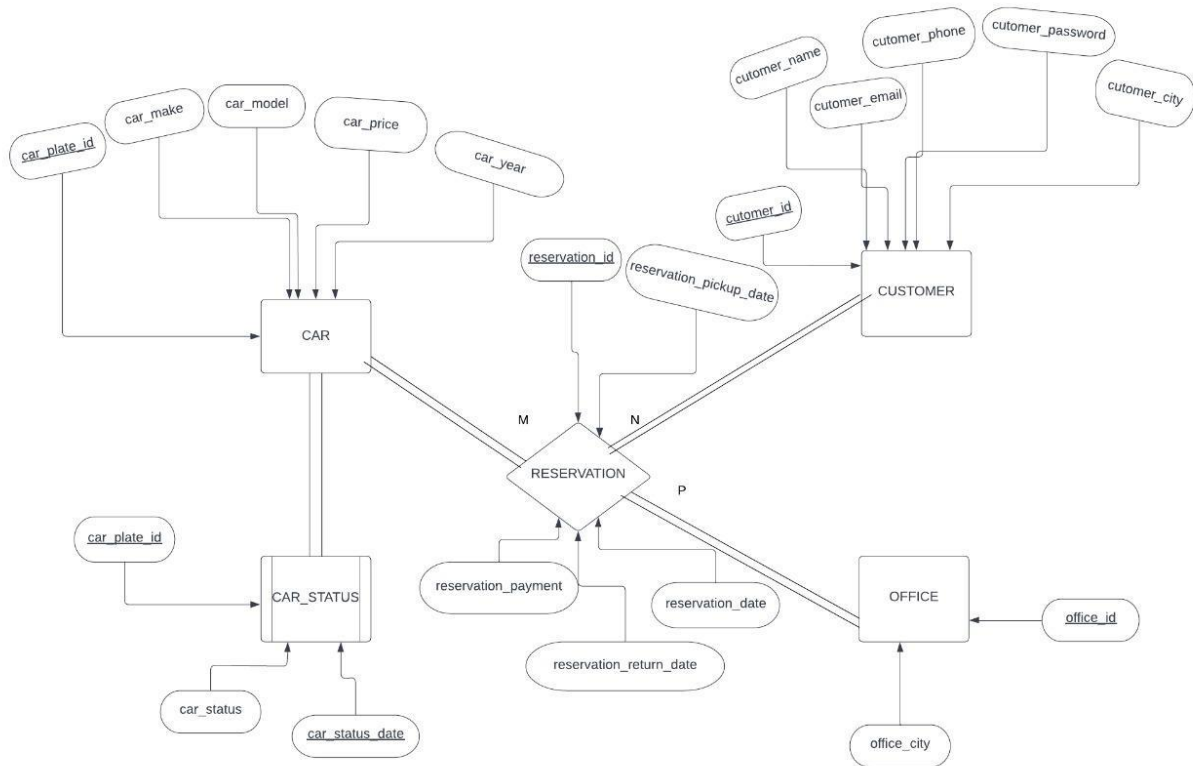 cutomer_phone
cutomer_password
cutomer_name
cutomer_email
cutomer_city
car_model
car_make
car_price
car_plate_id
car_year
cutomer_id
reservation_id
reservation_pickup_date
CUSTOMER
CAR
M
N
RESERVATION
P
car_plate_id
reservation_payment
CAR_STATUS
reservation_date
OFFICE
office_id
reservation_return_date
car_status
car_status_date
office_city